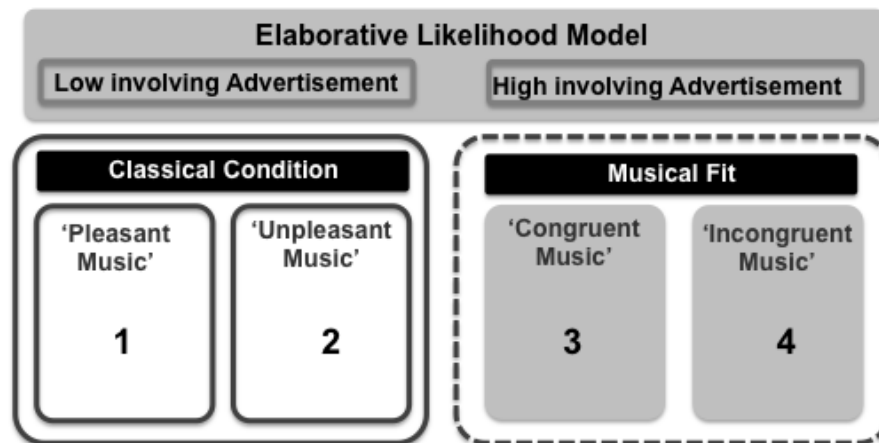 Elaborative Likelihood Model
Low involving Advertisement
High involving Advertisement
Classical Condition
Musical Fit
‘Pleasant
Music’
1
‘Unpleasant
Music’
2
‘Congruent
Music’
3
‘Incongruent
Music’
4